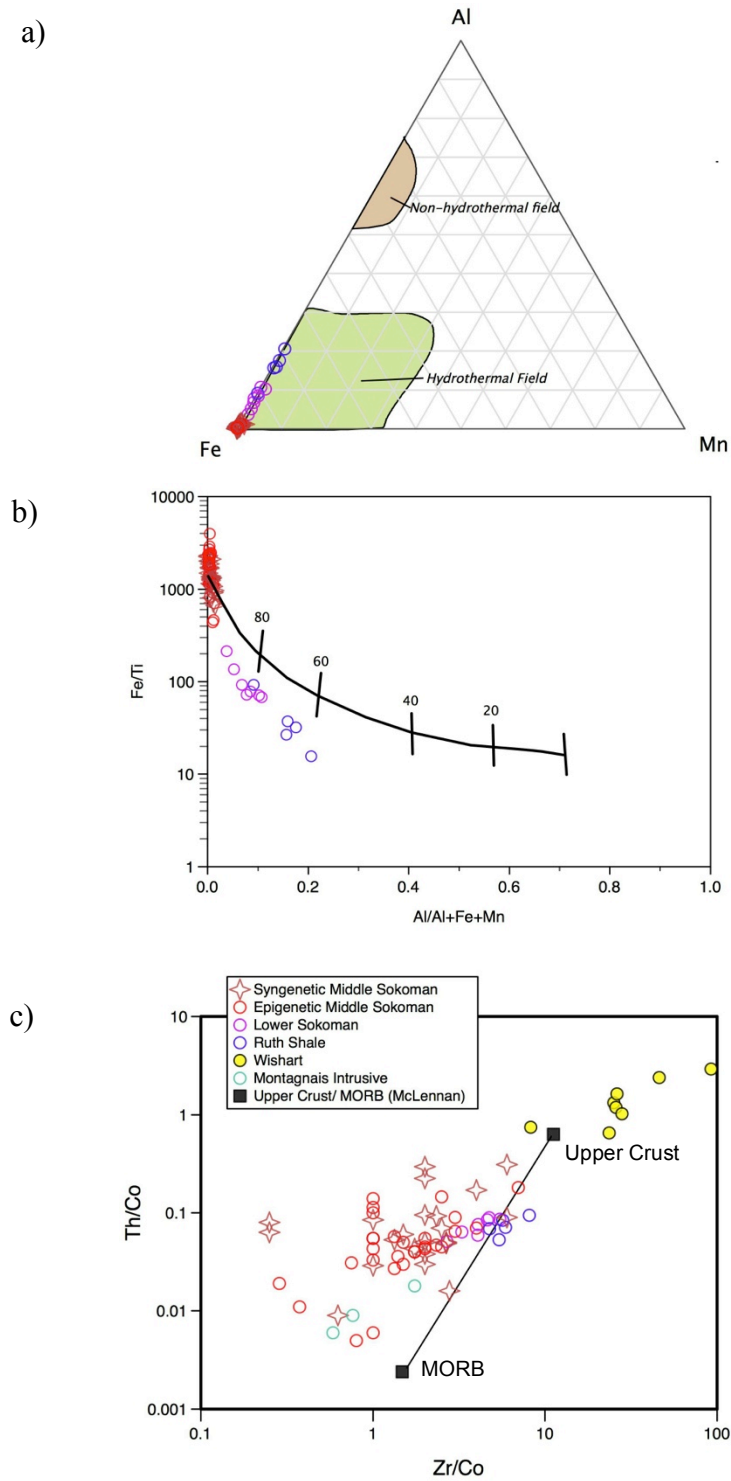 a)
Al
Non-hydrothermal field
Hydrothermal Field
Fe
Mn
b)
10000
1000
100
10
1
Fe/Ti
80
60
40
20
0.0 0.2 0.4 0.6 0.8 1.0
Al/Al+Fe+Mn
c)
Syngenetic Middle Sokoman
Epigenetic Middle Sokoman
Lower Sokoman
Ruth Shale
Wishart
Montagnais Intrusive
Upper Crust/ MORB (McLennan)
10
1
0.1
0.01
0.001
Th/Co
Upper Crust
MORB
0.1 1 10 100
Zr/Co